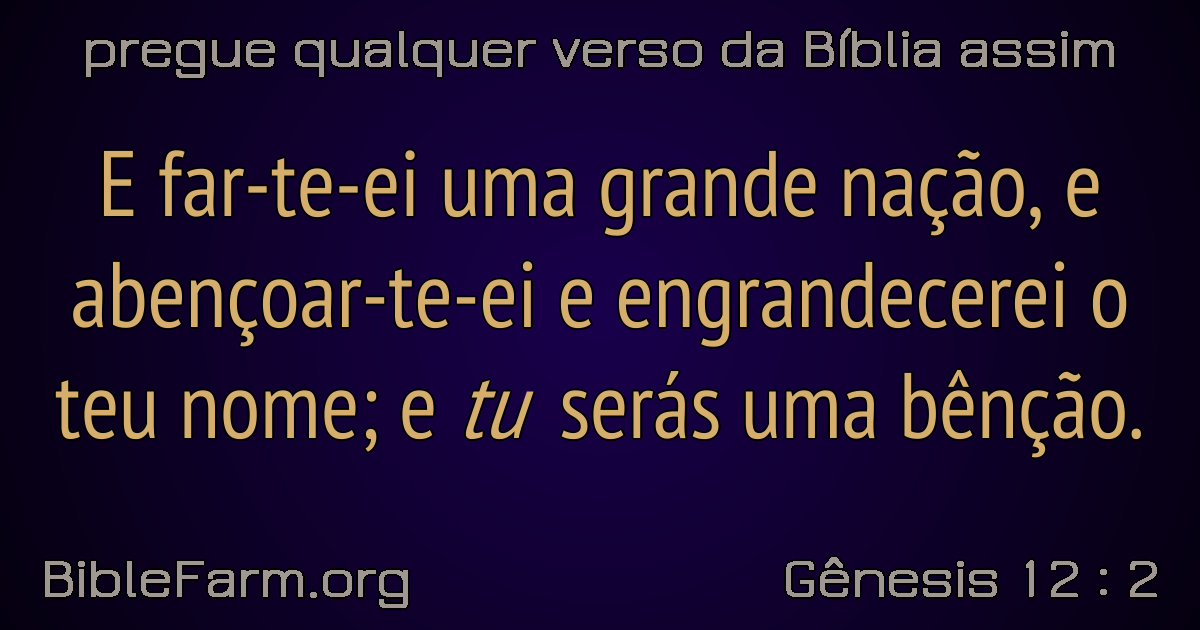 pregue qualquer verso da Bíblia assim
E far-te-ei uma grande nação, e
abençoar-te-ei e engrandecerei o
teu nome; e tu serás uma bênção.
BibleFarm.org
Gênesis 12 : 2